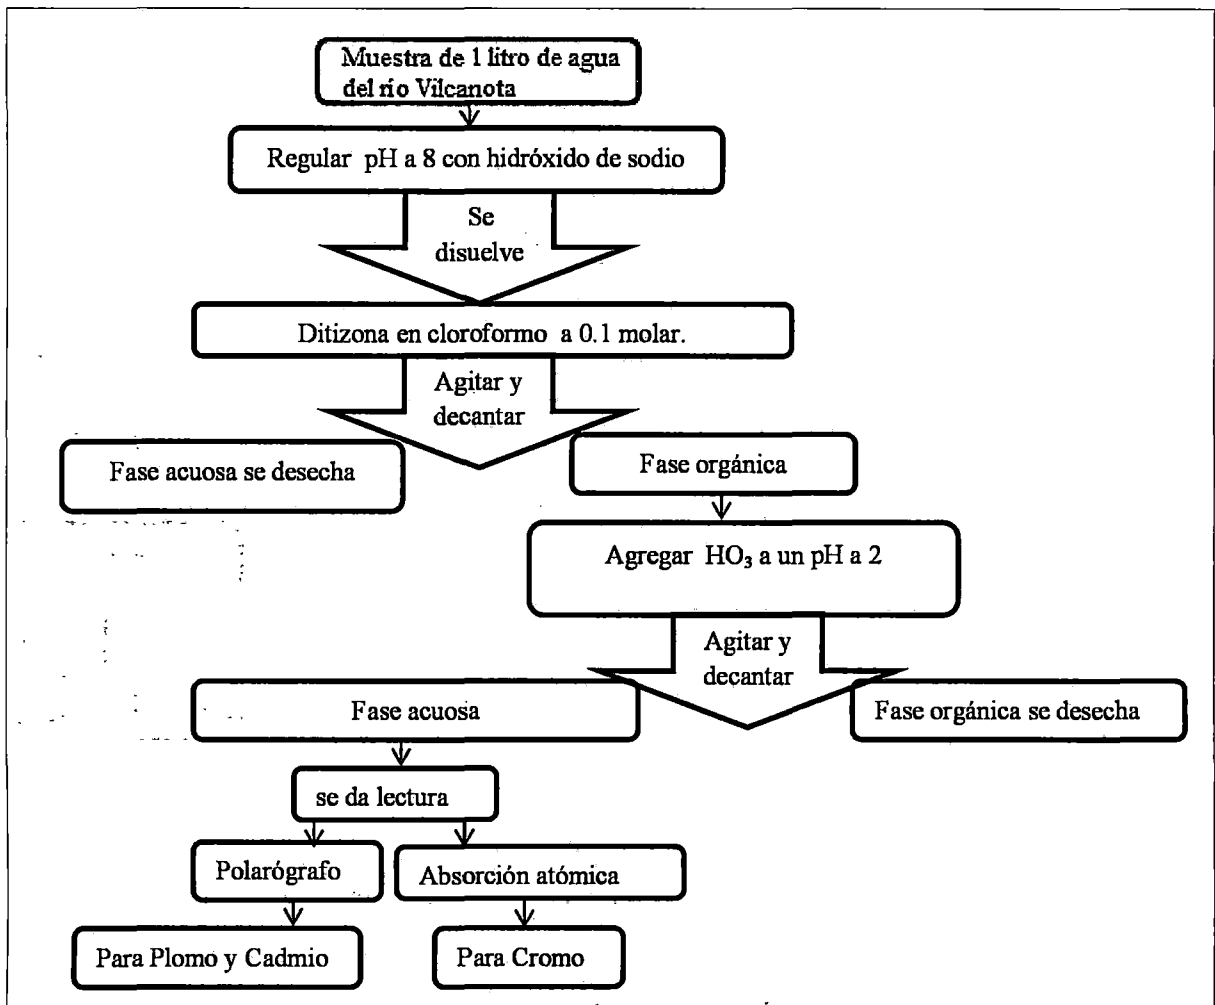 Muestra de 1 litro de agua
del río Vilcanota
Regular pH a 8 con hidróxido de sodio
Se
disuelve
Ditizona en cloroformo a 0.1 molar.
Agitar y
decantar
Fase acuosa se desecha
Fase orgánica
Agregar HO₃ a un pH a 2
Agitar y
decantar
Fase acuosa
Fase orgánica se desecha
se da lectura
Polarógrafo
Absorción atómica
Para Plomo y Cadmio
Para Cromo